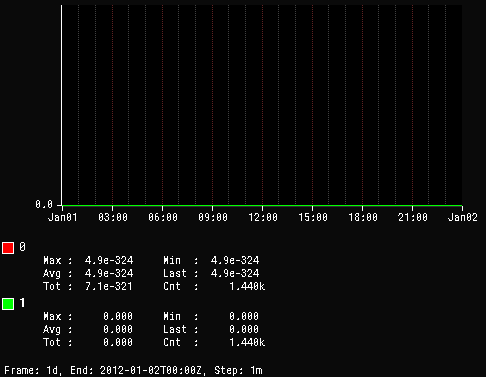 0.0
Jan01 03:00 06:00 09:00 12:00 15:00 18:00 21:00 Jan02
0
Max : 4.9e-324 Min : 4.9e-324
Avg : 4.9e-324 Last : 4.9e-324
Tot : 7.1e-321 Cnt : 1.440k
1
Max : 0.000 Min : 0.000
Avg : 0.000 Last : 0.000
Tot : 0.000 Cnt : 1.440k
Frame: 1d, End: 2012-01-02T00:00Z, Step: 1m